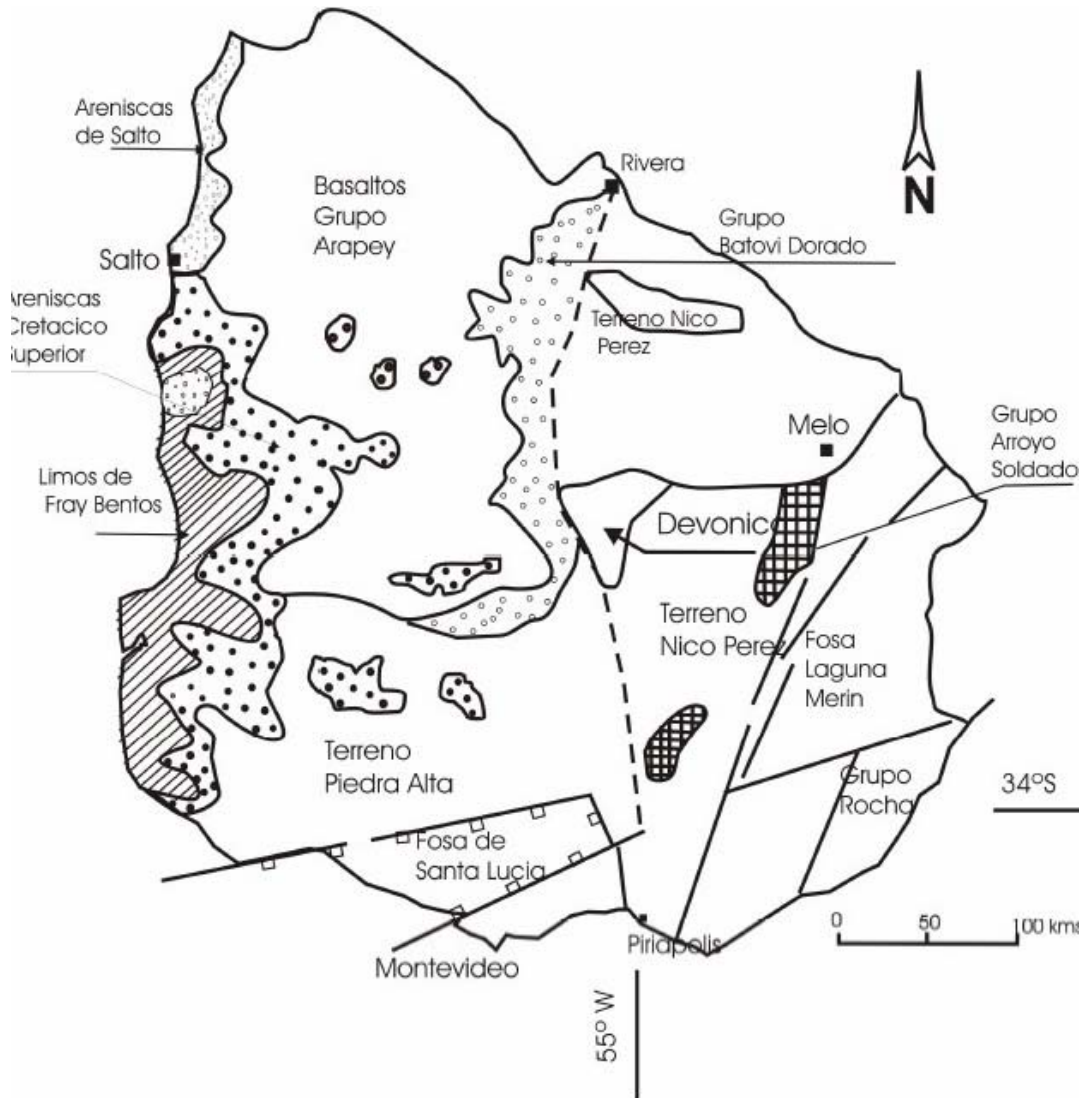 Areniscas
de Salto
Basaltos
Grupo
Arapey
Rivera
N
Grupo
Batovi Dorado
Salto
Areniscas
Cretacico
Superior
Terreno Nico
Perez
Melo
Grupo
Arroyo
Soldado
Limos de
Fray Bentos
Devonico
Terreno
Nico Perez
Fosa
Laguna
Merin
Terreno
Piedra Alta
Grupo
Rocha
34°S
Fosa de
Santa Lucia
0 50 100 kms
Piriapolis
Montevideo
55° W